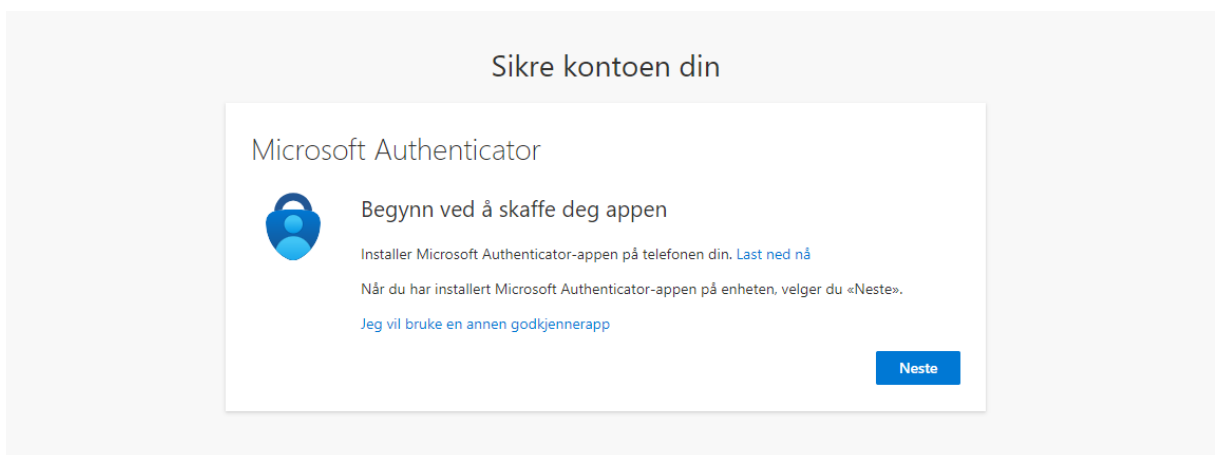 Sikre kontoen din
Microsoft Authenticator
Begynn ved å skaffe deg appen
Installer Microsoft Authenticator-appen på telefonen din. Last ned nå
Når du har installert Microsoft Authenticator-appen på enheten, velger du «Neste».
Jeg vil bruke en annen godkjennerapp
Neste